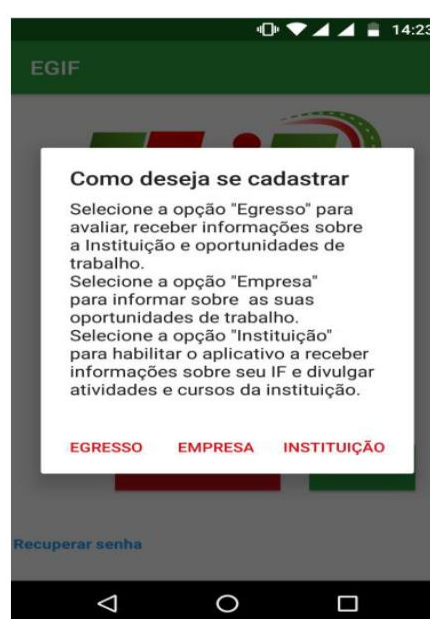 14:23
EGIF
Como deseja se cadastrar
Selecione a opção "Egresso" para
avaliar, receber informações sobre
a Instituição e oportunidades de
trabalho.
Selecione a opção "Empresa"
para informar sobre as suas
oportunidades de trabalho.
Selecione a opção "Instituição"
para habilitar o aplicativo a receber
informações sobre seu IF e divulgar
atividades e cursos da instituição.
EGRESSO EMPRESA INSTITUIÇÃO
Recuperar senha